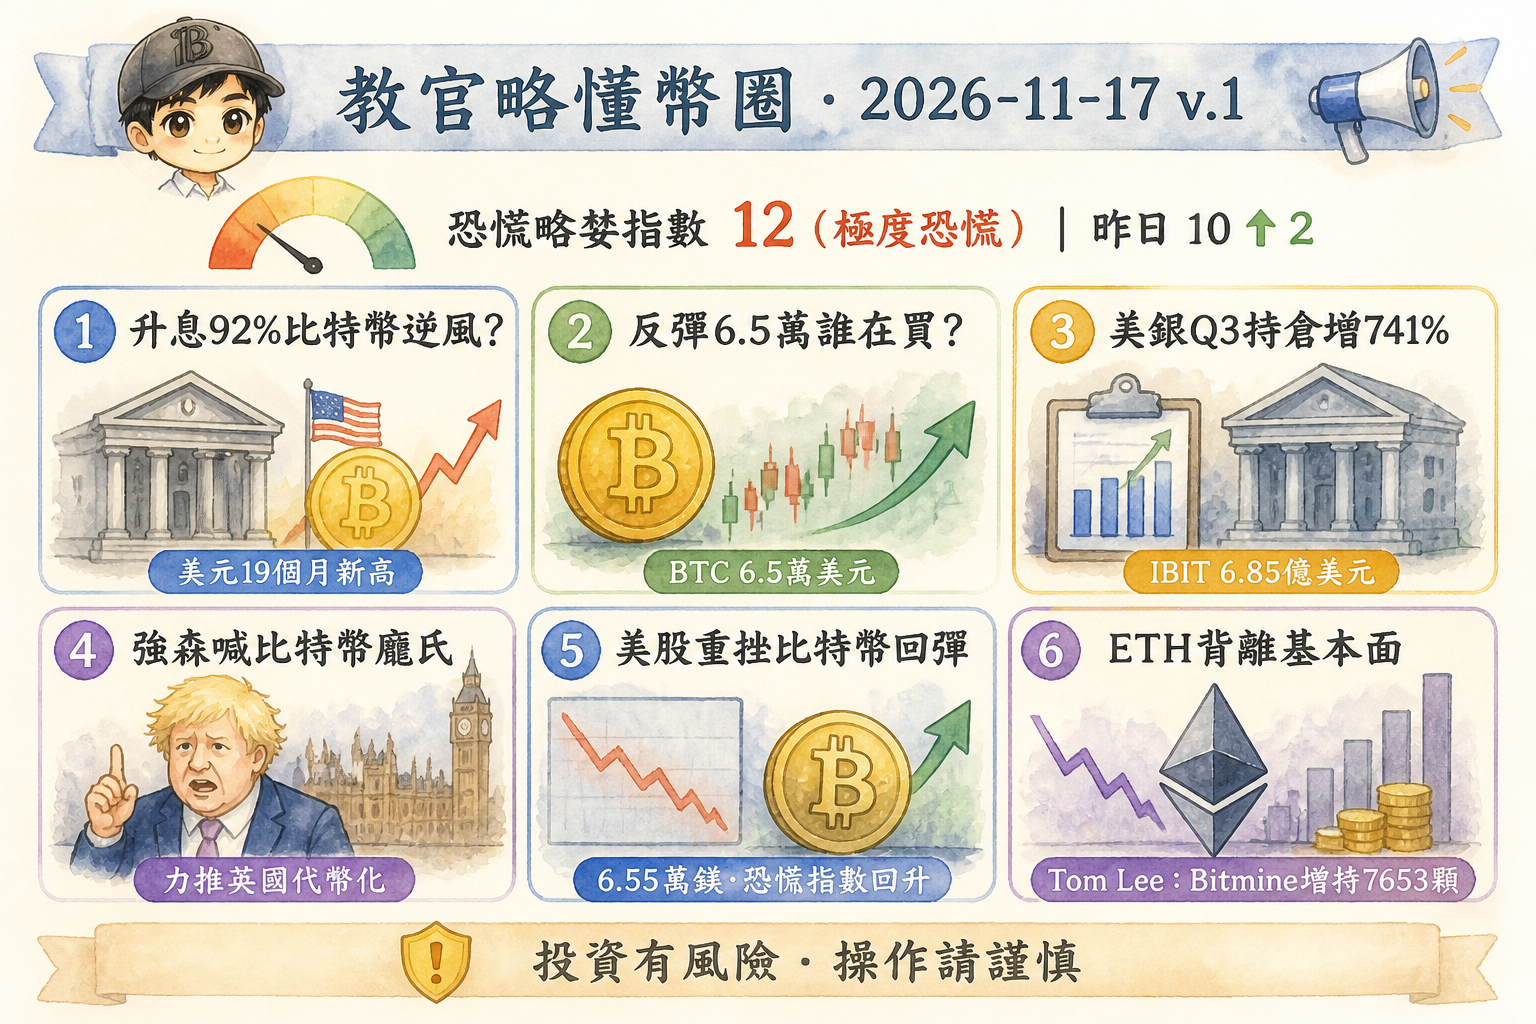 教官略懂幣圈·2026-11-17 v.1
恐慌略婪指數 12（極度恐慌）| 昨日 10 ↑ 2
1 升息92%比特幣逆風?
美元19個月新高
2 反彈6.5萬誰在買?
BTC 6.5萬美元
3 美銀Q3持倉增741%
IBIT 6.85億美元
4 強森喊比特幣龐氏
力推英國代幣化
5 美股重挫比特幣回彈
6.55萬鎂·恐慌指數回升
6 ETH背離基本面
Tom Lee：Bitmine增持7653顆
投資有風險·操作請謹慎